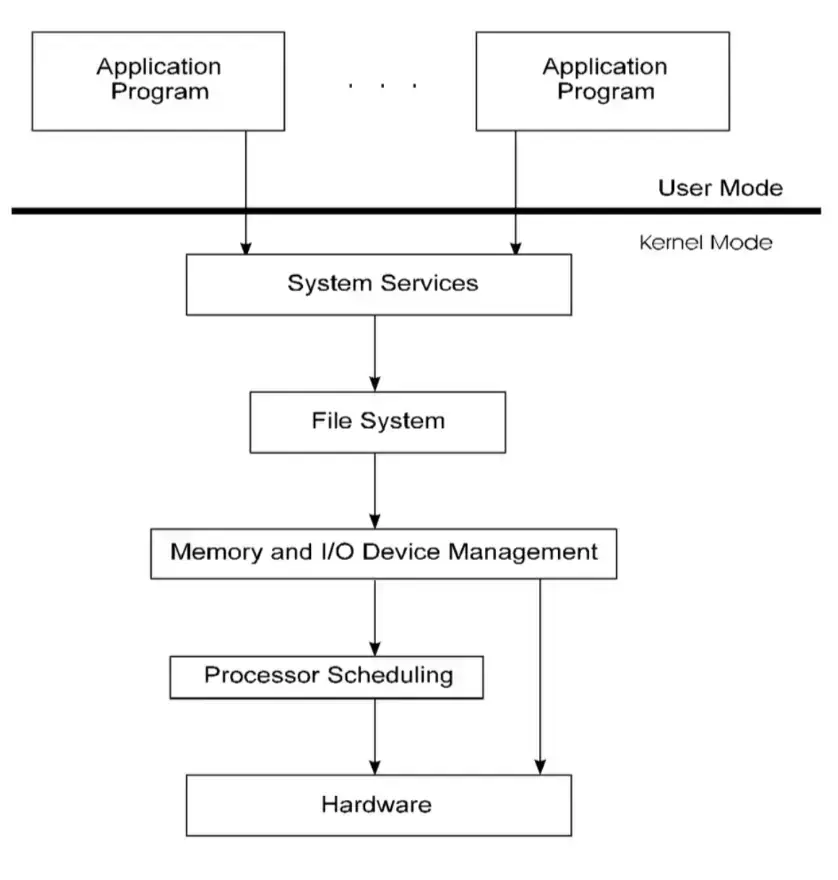 Application
Program
. . .
Application
Program
User Mode
Kernel Mode
System Services
File System
Memory and I/O Device Management
Processor Scheduling
Hardware